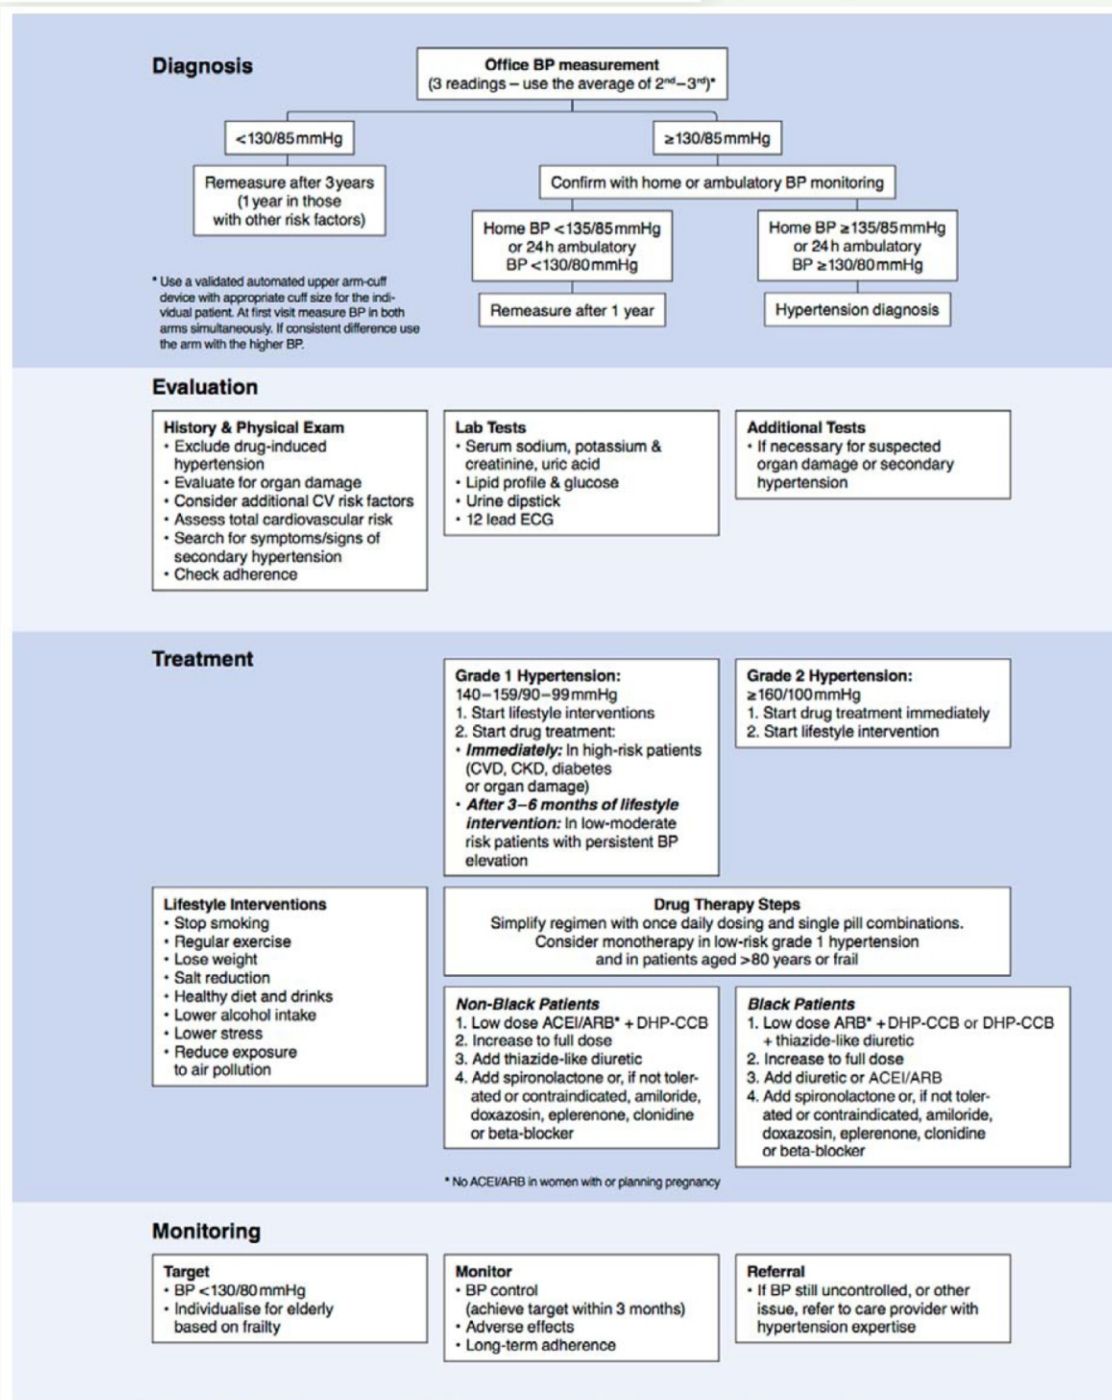 Diagnosis
Office BP measurement
(3 readings – use the average of 2nd–3rd)*
<130/85mmHg
≥130/85mmHg
Remeasure after 3years
(1year in those
with other risk factors)
Confirm with home or ambulatory BP monitoring
Home BP <135/85mmHg
or 24h ambulatory
BP <130/80mmHg
Home BP ≥135/85mmHg
or 24h ambulatory
BP ≥130/80mmHg
Remeasure after 1 year
Hypertension diagnosis
* Use a validated automated upper arm-cuff
device with appropriate cuff size for the indi-
vidual patient. At first visit measure BP in both
arms simultaneously. If consistent difference use
the arm with the higher BP.
Evaluation
History & Physical Exam
• Exclude drug-induced
hypertension
• Evaluate for organ damage
• Consider additional CV risk factors
• Assess total cardiovascular risk
• Search for symptoms/signs of
secondary hypertension
• Check adherence
Lab Tests
• Serum sodium, potassium &
creatinine, uric acid
• Lipid profile & glucose
• Urine dipstick
• 12 lead ECG
Additional Tests
• If necessary for suspected
organ damage or secondary
hypertension
Treatment
Grade 1 Hypertension:
140–159/90–99mmHg
1. Start lifestyle interventions
2. Start drug treatment:
• Immediately: In high-risk patients
(CVD, CKD, diabetes
or organ damage)
• After 3–6 months of lifestyle
intervention: In low-moderate
risk patients with persistent BP
elevation
Grade 2 Hypertension:
≥160/100mmHg
1. Start drug treatment immediately
2. Start lifestyle intervention
Lifestyle Interventions
• Stop smoking
• Regular exercise
• Lose weight
• Salt reduction
• Healthy diet and drinks
• Lower alcohol intake
• Lower stress
• Reduce exposure
to air pollution
Drug Therapy Steps
Simplify regimen with once daily dosing and single pill combinations.
Consider monotherapy in low-risk grade 1 hypertension
and in patients aged >80 years or frail
Non-Black Patients
1. Low dose ACEI/ARB* + DHP-CCB
2. Increase to full dose
3. Add thiazide-like diuretic
4. Add spironolactone or, if not toler-
ated or contraindicated, amiloride,
doxazosin, eplerenone, clonidine
or beta-blocker
Black Patients
1. Low dose ARB* + DHP-CCB or DHP-CCB
+ thiazide-like diuretic
2. Increase to full dose
3. Add diuretic or ACEI/ARB
4. Add spironolactone or, if not toler-
ated or contraindicated, amiloride,
doxazosin, eplerenone, clonidine
or beta-blocker
* No ACEI/ARB in women with or planning pregnancy
Monitoring
Target
• BP <130/80mmHg
• Individualise for elderly
based on frailty
Monitor
• BP control
(achieve target within 3 months)
• Adverse effects
• Long-term adherence
Referral
• If BP still uncontrolled, or other
issue, refer to care provider with
hypertension expertise